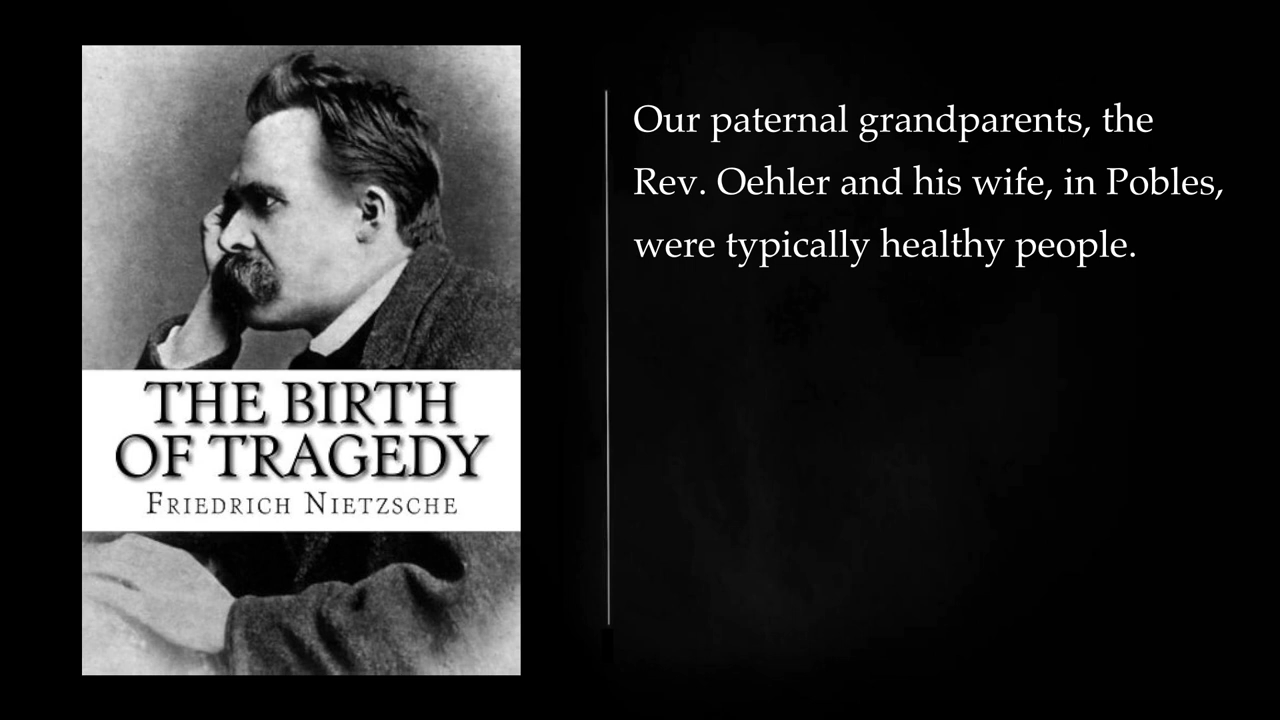 THE BIRTH
OF TRAGEDY
FRIEDRICH NIETZSCHE
Our paternal grandparents, the
Rev. Oehler and his wife, in Pobles,
were typically healthy people.